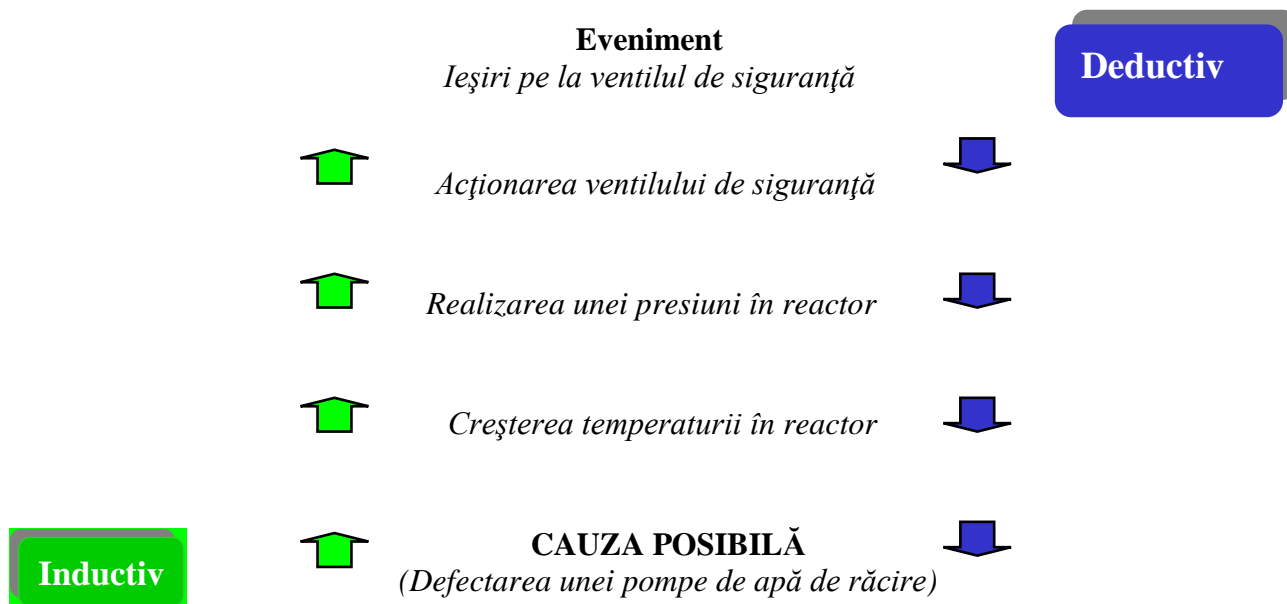 Eveniment
Ieşiri pe la ventilul de siguranţă
Deductiv
Acţionarea ventilului de siguranţă
Realizarea unei presiuni în reactor
Creşterea temperaturii în reactor
CAUZA POSIBILĂ
(Defectarea unei pompe de apă de răcire)
Inductiv